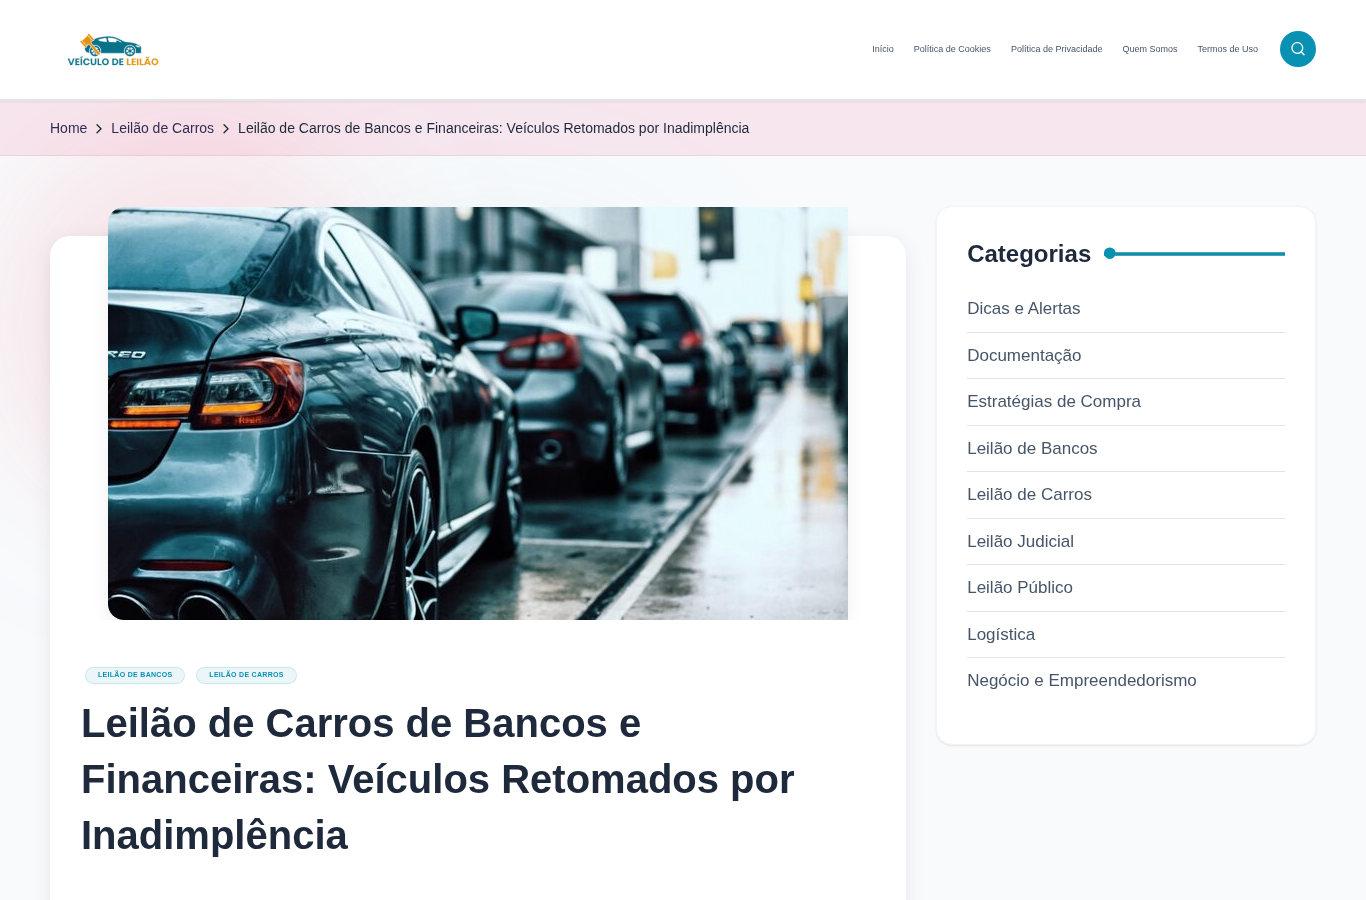 VEÍCULO DE LEILÃO
Início
Política de Cookies
Política de Privacidade
Quem Somos
Termos de Uso
Home
Leilão de Carros
Leilão de Carros de Bancos e Financeiras: Veículos Retomados por Inadimplência
LEILÃO DE BANCOS
LEILÃO DE CARROS
Leilão de Carros de Bancos e
Financeiras: Veículos Retomados por
Inadimplência
Categorias
Dicas e Alertas
Documentação
Estratégias de Compra
Leilão de Bancos
Leilão de Carros
Leilão Judicial
Leilão Público
Logística
Negócio e Empreendedorismo